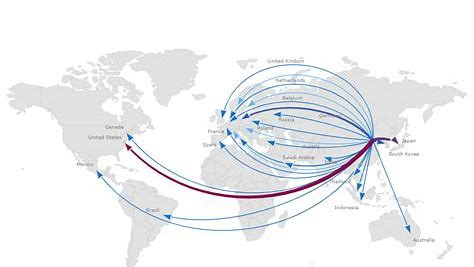 United Kingdom
Netherlands
Belgium
Germany
Russia
Canada
France
Poland
United States
Japan
Spain
Austria
South Korea
Mexico
Saudi Arabia
Thailand
Brazil
Indonesia
Australia